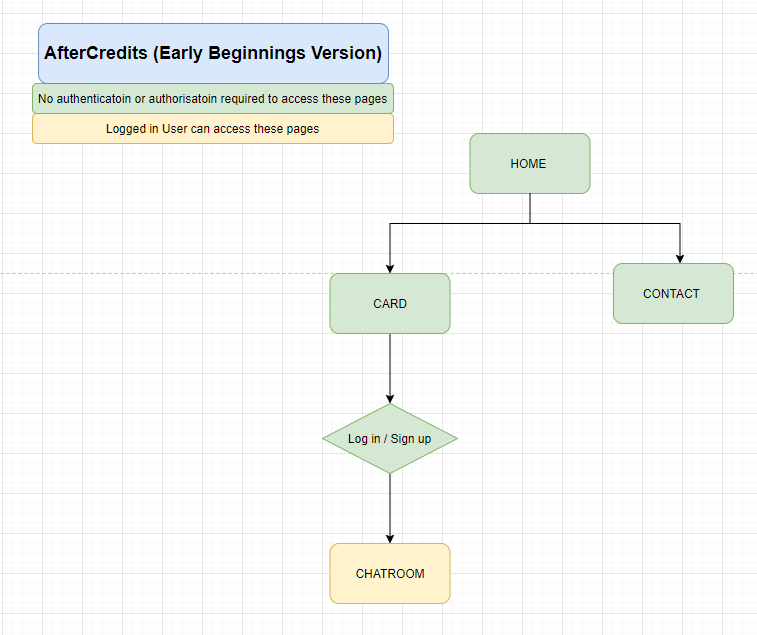 AfterCredits (Early Beginnings Version)
No authenticatoin or authorisatoin required to access these pages
Logged in User can access these pages
HOME
CARD
CONTACT
Log in / Sign up
CHATROOM